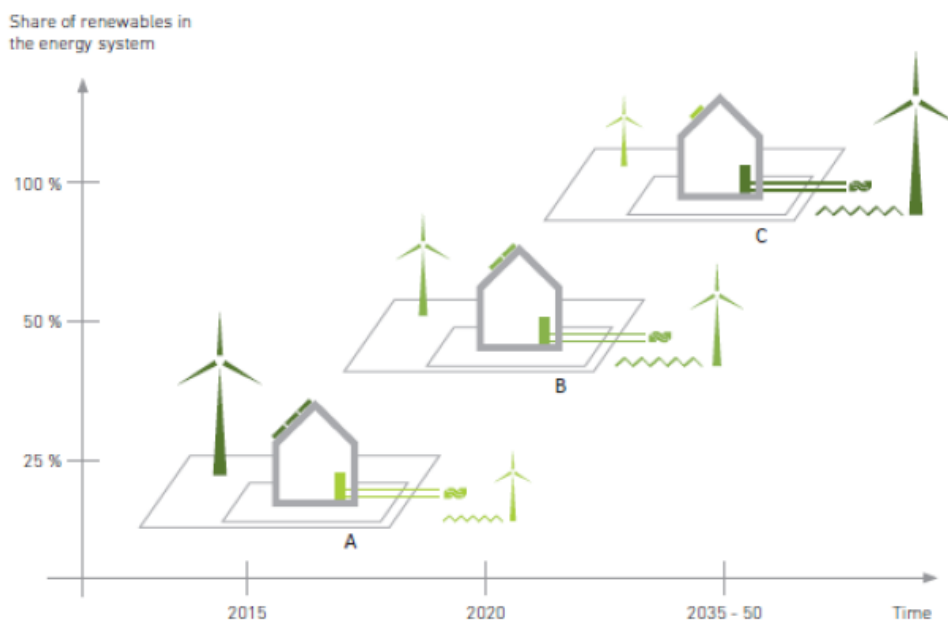 Share of renewables in
the energy system
100 %
C
50 %
B
25 %
A
2015
2020
2035 - 50
Time